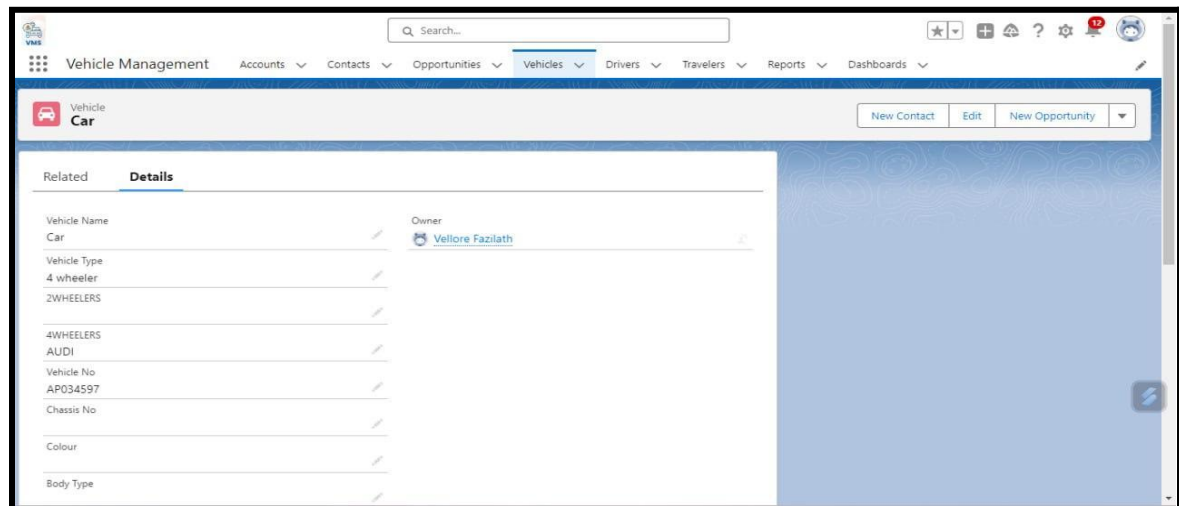 VMS
Search...
12
Vehicle Management Accounts Contacts Opportunities Vehicles Drivers Travelers Reports Dashboards
Vehicle
Car
New Contact Edit New Opportunity
Related Details
Vehicle Name
Car
Owner
Vellore Fazilath
Vehicle Type
4 wheeler
2WHEELERS
4WHEELERS
AUDI
Vehicle No
AP034597
Chassis No
Colour
Body Type